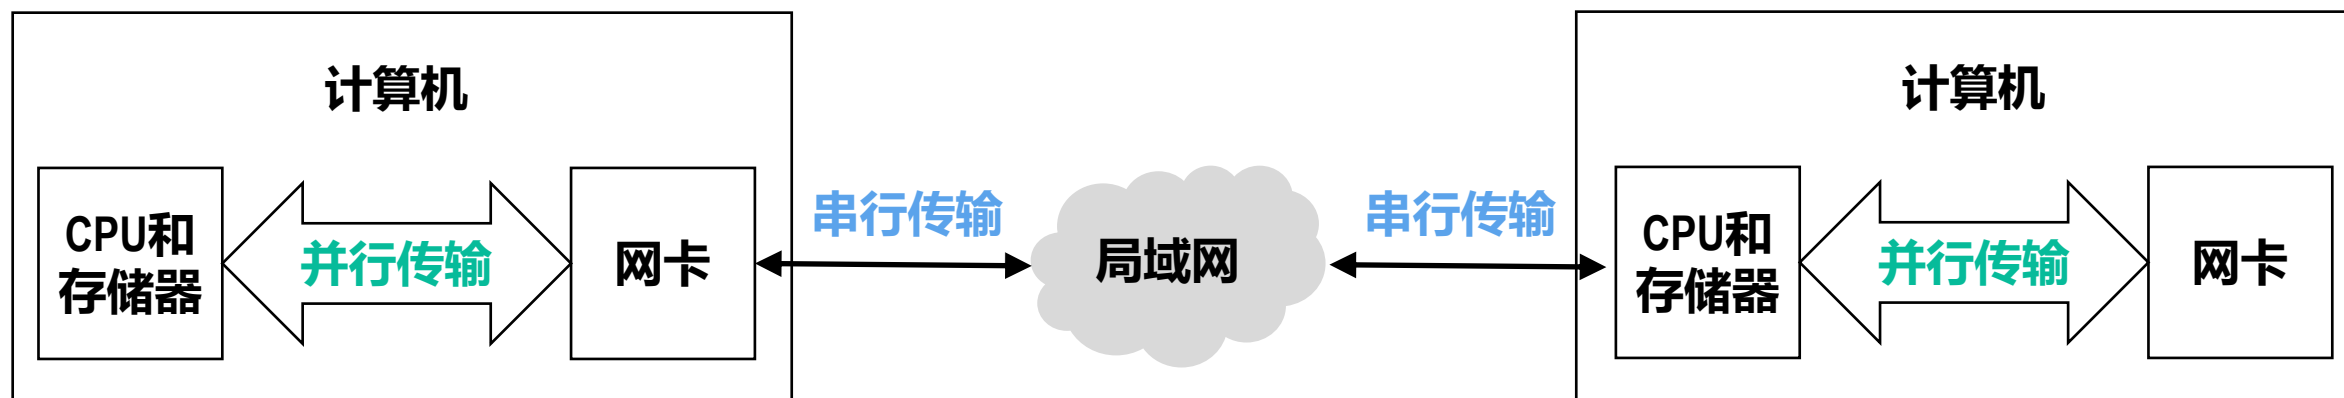 计算机
CPU和
存储器
并行传输
网卡
串行传输
局域网
串行传输
计算机
CPU和
存储器
并行传输
网卡